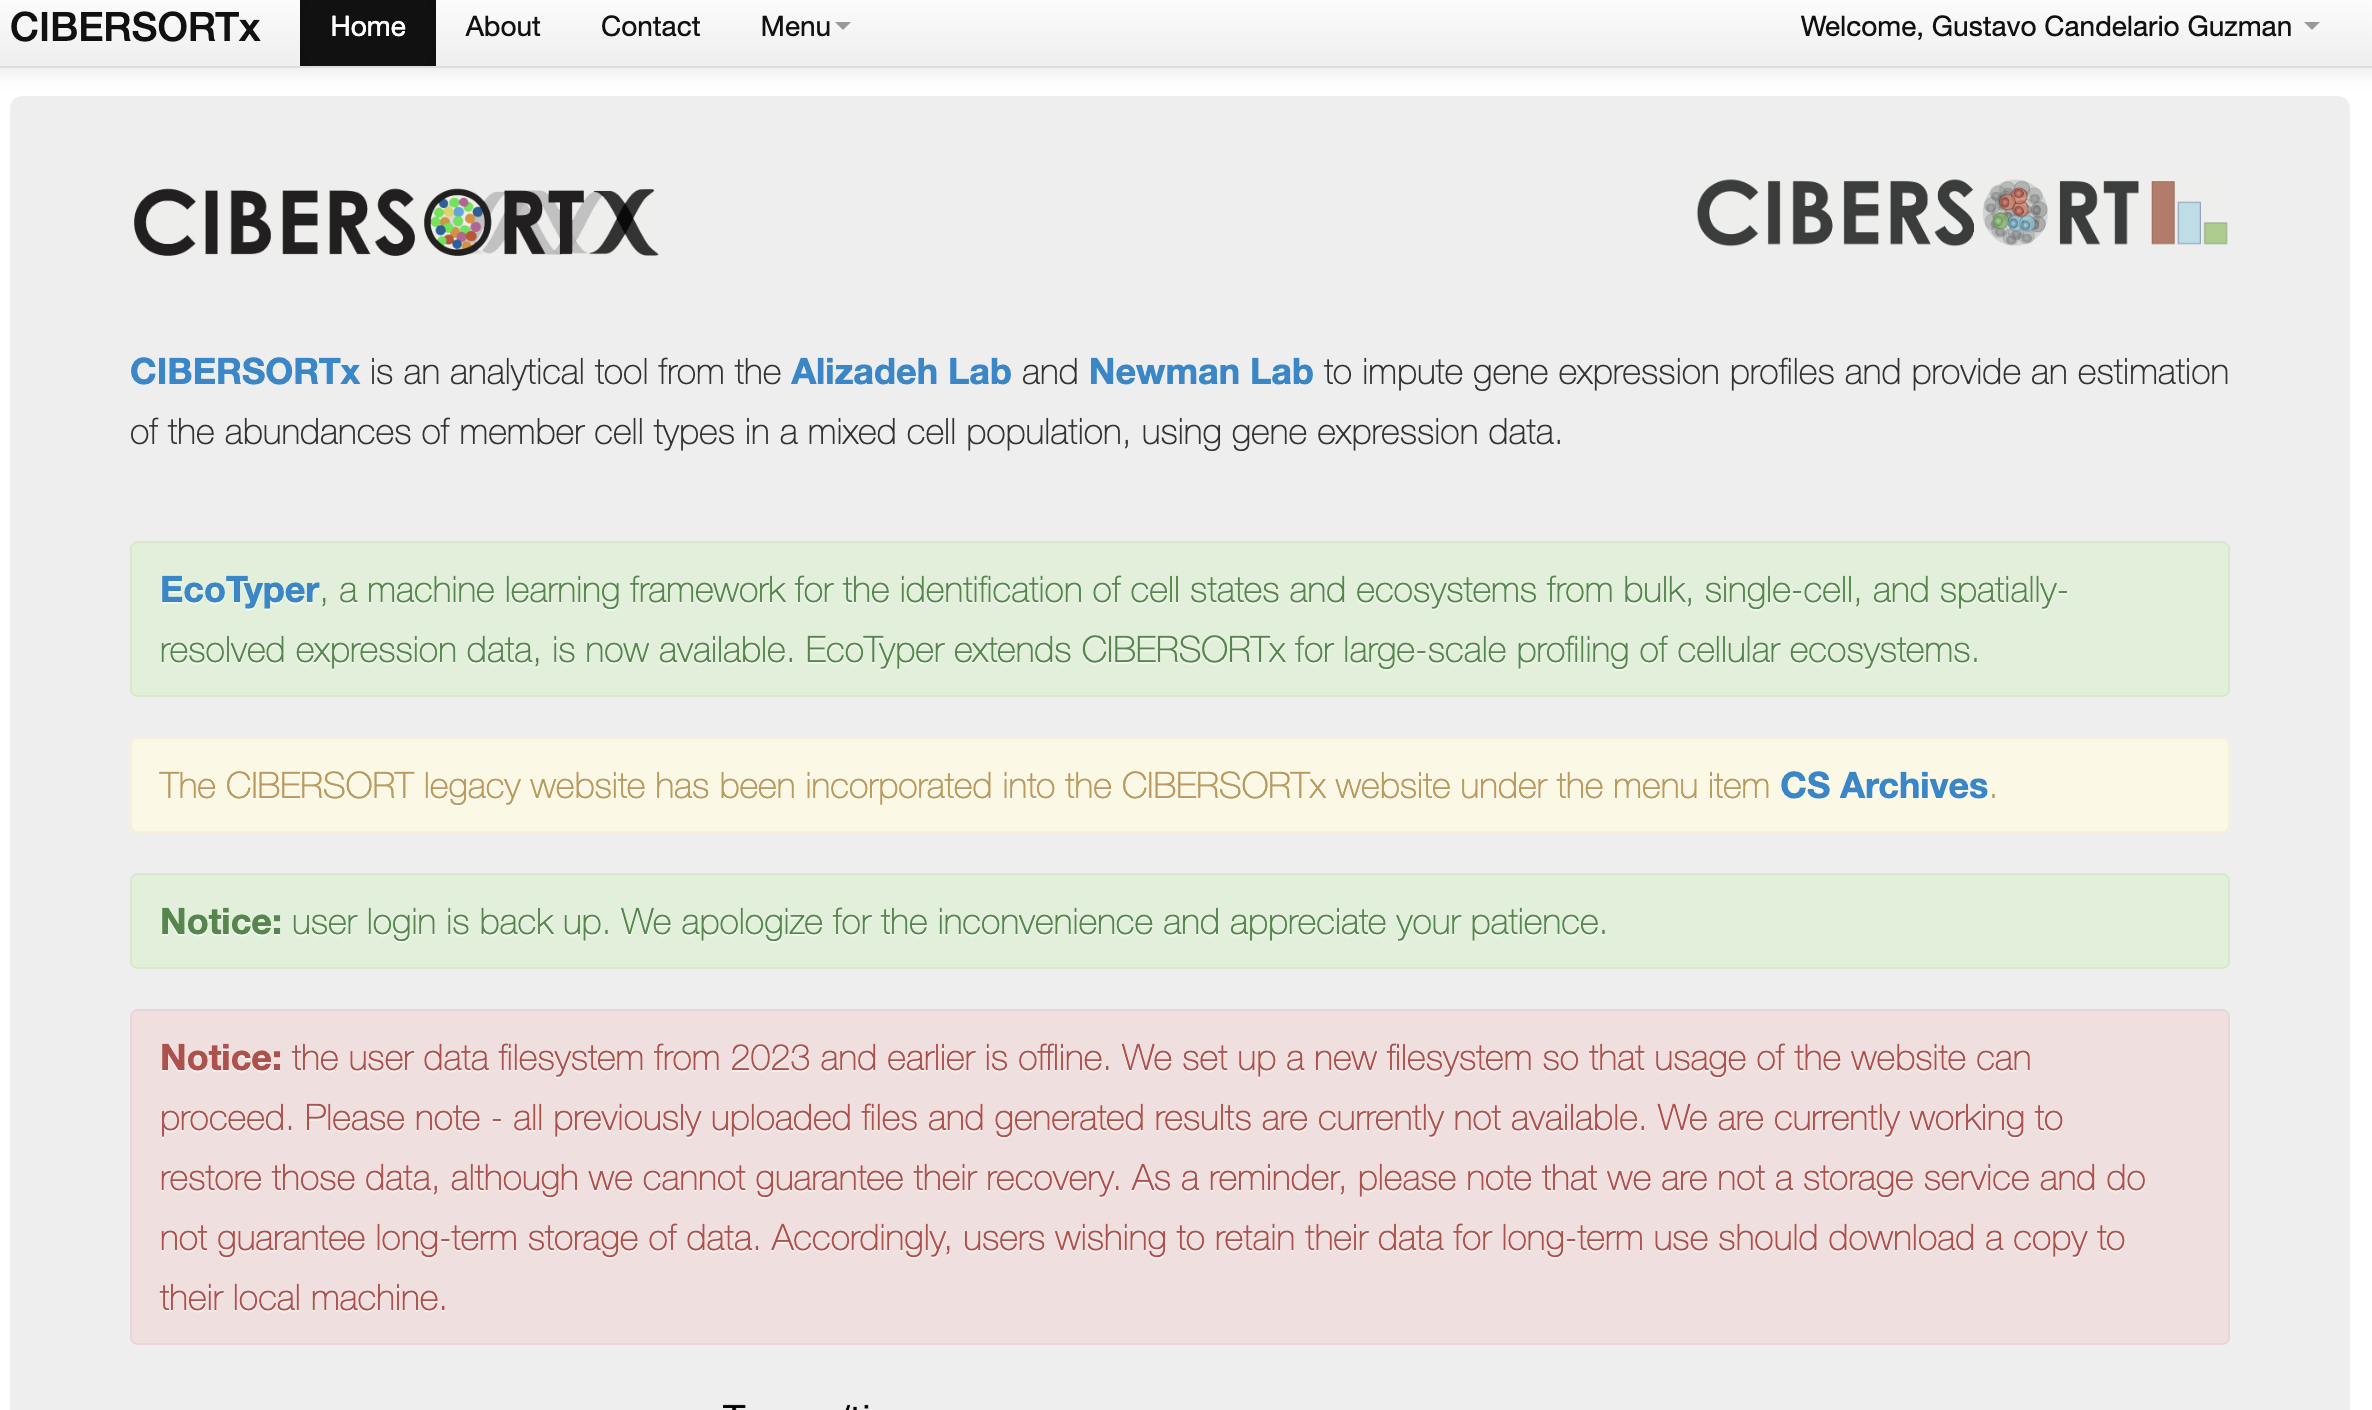 CIBERSORTx Home About Contact Menu Welcome, Gustavo Candelario Guzman
CIBERSORTX CIBERSORT
CIBERSORTx is an analytical tool from the Alizadeh Lab and Newman Lab to impute gene expression profiles and provide an estimation
of the abundances of member cell types in a mixed cell population, using gene expression data.
EcoTyper, a machine learning framework for the identification of cell states and ecosystems from bulk, single-cell, and spatially-
resolved expression data, is now available. EcoTyper extends CIBERSORTx for large-scale profiling of cellular ecosystems.
The CIBERSORT legacy website has been incorporated into the CIBERSORTx website under the menu item CS Archives.
Notice: user login is back up. We apologize for the inconvenience and appreciate your patience.
Notice: the user data filesystem from 2023 and earlier is offline. We set up a new filesystem so that usage of the website can
proceed. Please note - all previously uploaded files and generated results are currently not available. We are currently working to
restore those data, although we cannot guarantee their recovery. As a reminder, please note that we are not a storage service and do
not guarantee long-term storage of data. Accordingly, users wishing to retain their data for long-term use should download a copy to
their local machine.